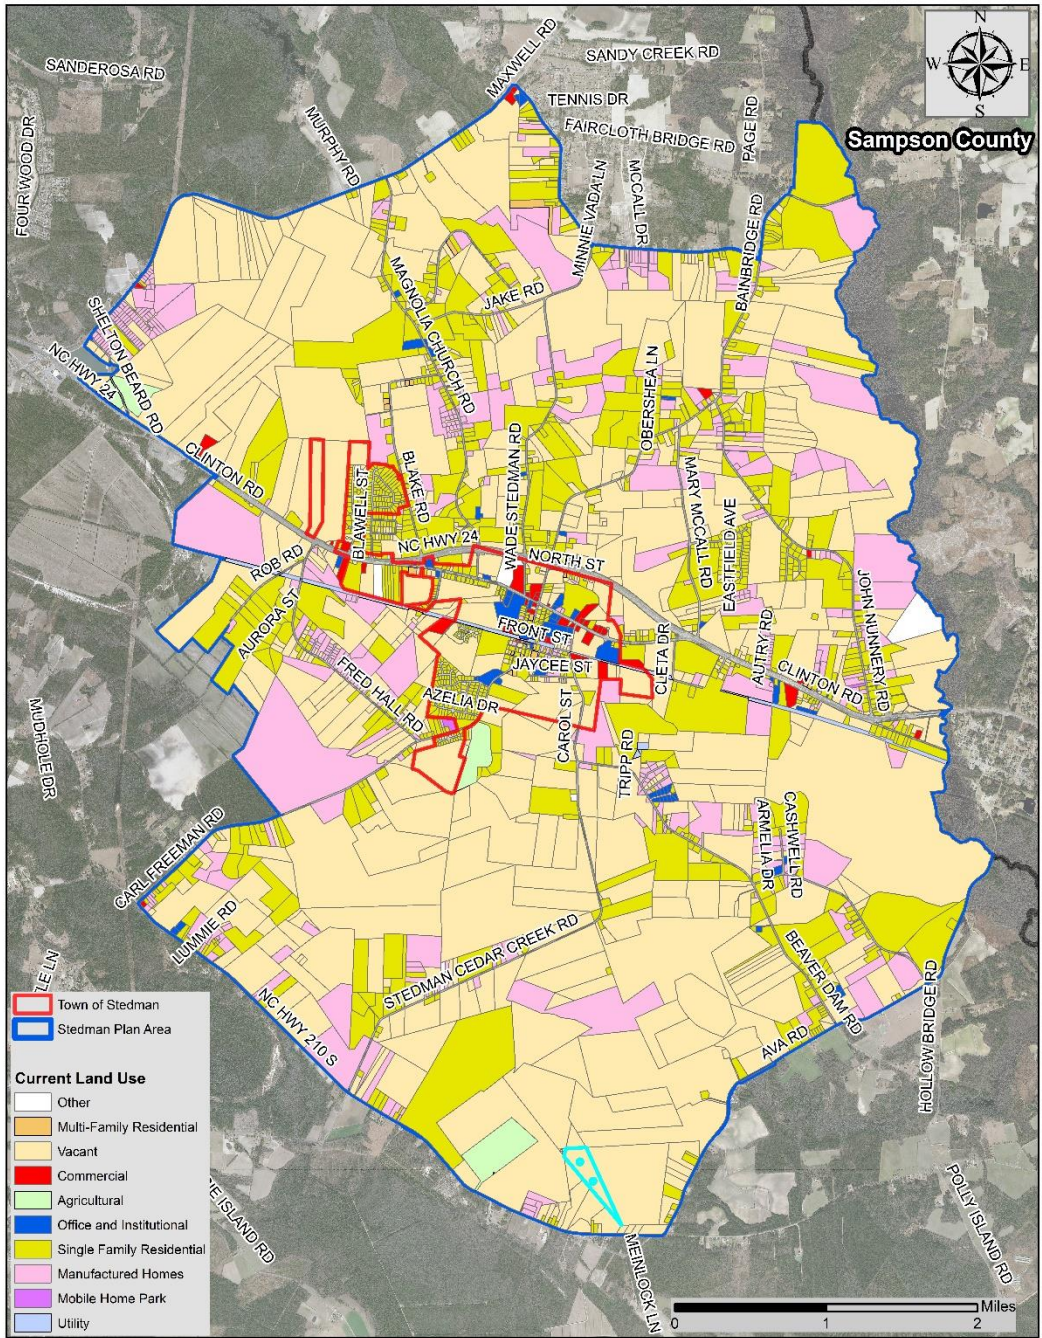 N
W E
S
Sampson County
SANDEROSA RD
MAXWELL RD
SANDY CREEK RD
TENNIS DR
FAIRCLOTH BRIDGE RD
PAGE RD
FOUR WOOD DR
MURPHY RD
MINNIE VADA LN
MCCALL DR
BAINBRIDGE RD
MAGNOLIA CHURCH RD
JAKE RD
SHELTON BEARD RD
NC HWY 24
OBERSHEA LN
CLINTON RD
BLAWELL ST
BLAKE RD
WADE STEDMAN RD
MARY MCCALL RD
EASTFIELD AVE
NC HWY 24
NORTH ST
ROB RD
AURORA ST
FRONT ST
JAYCEE ST
CLETA DR
AUTRY RD
JOHN NUNNERY RD
CLINTON RD
FRED HALL RD
AZELIA DR
CAROL ST
TRIPP RD
MUDHOLE DR
CARL FREEMAN RD
LUMMIE RD
ARMELIA DR
CASHWELL RD
STEDMAN CEDAR CREEK RD
BEAVER DAM RD
HOLLOW BRIDGE RD
AVA RD
NC HWY 210 S
TLE LN
RIE ISLAND RD
MEINLOCK LN
POLLY ISLAND RD
Town of Stedman
Stedman Plan Area
Current Land Use
Other
Multi-Family Residential
Vacant
Commercial
Agricultural
Office and Institutional
Single Family Residential
Manufactured Homes
Mobile Home Park
Utility
Miles
0 1 2